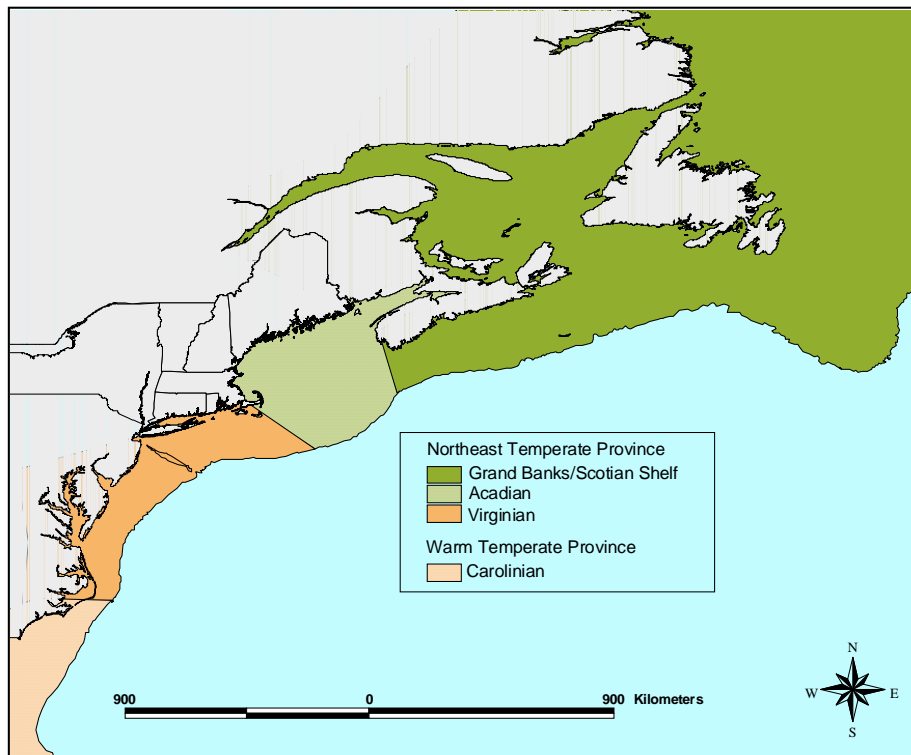 Northeast Temperate Province
Grand Banks/Scotian Shelf
Acadian
Virginian
Warm Temperate Province
Carolinian
900 0 900 Kilometers
N
W E
S